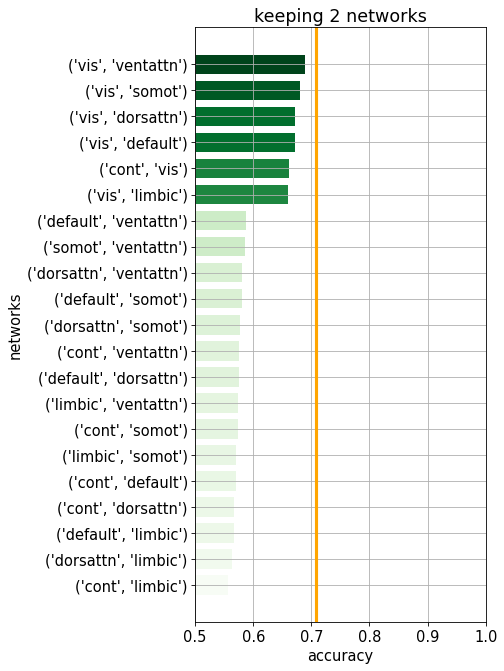 keeping 2 networks
('vis', 'ventattn')
('vis', 'somot')
('vis', 'dorsattn')
('vis', 'default')
('cont', 'vis')
('vis', 'limbic')
('default', 'ventattn')
('somot', 'ventattn')
('dorsattn', 'ventattn')
('default', 'somot')
('dorsattn', 'somot')
('cont', 'ventattn')
('default', 'dorsattn')
('limbic', 'ventattn')
('cont', 'somot')
('limbic', 'somot')
('cont', 'default')
('cont', 'dorsattn')
('default', 'limbic')
('dorsattn', 'limbic')
('cont', 'limbic')
networks
0.5 0.6 0.7 0.8 0.9 1.0
accuracy